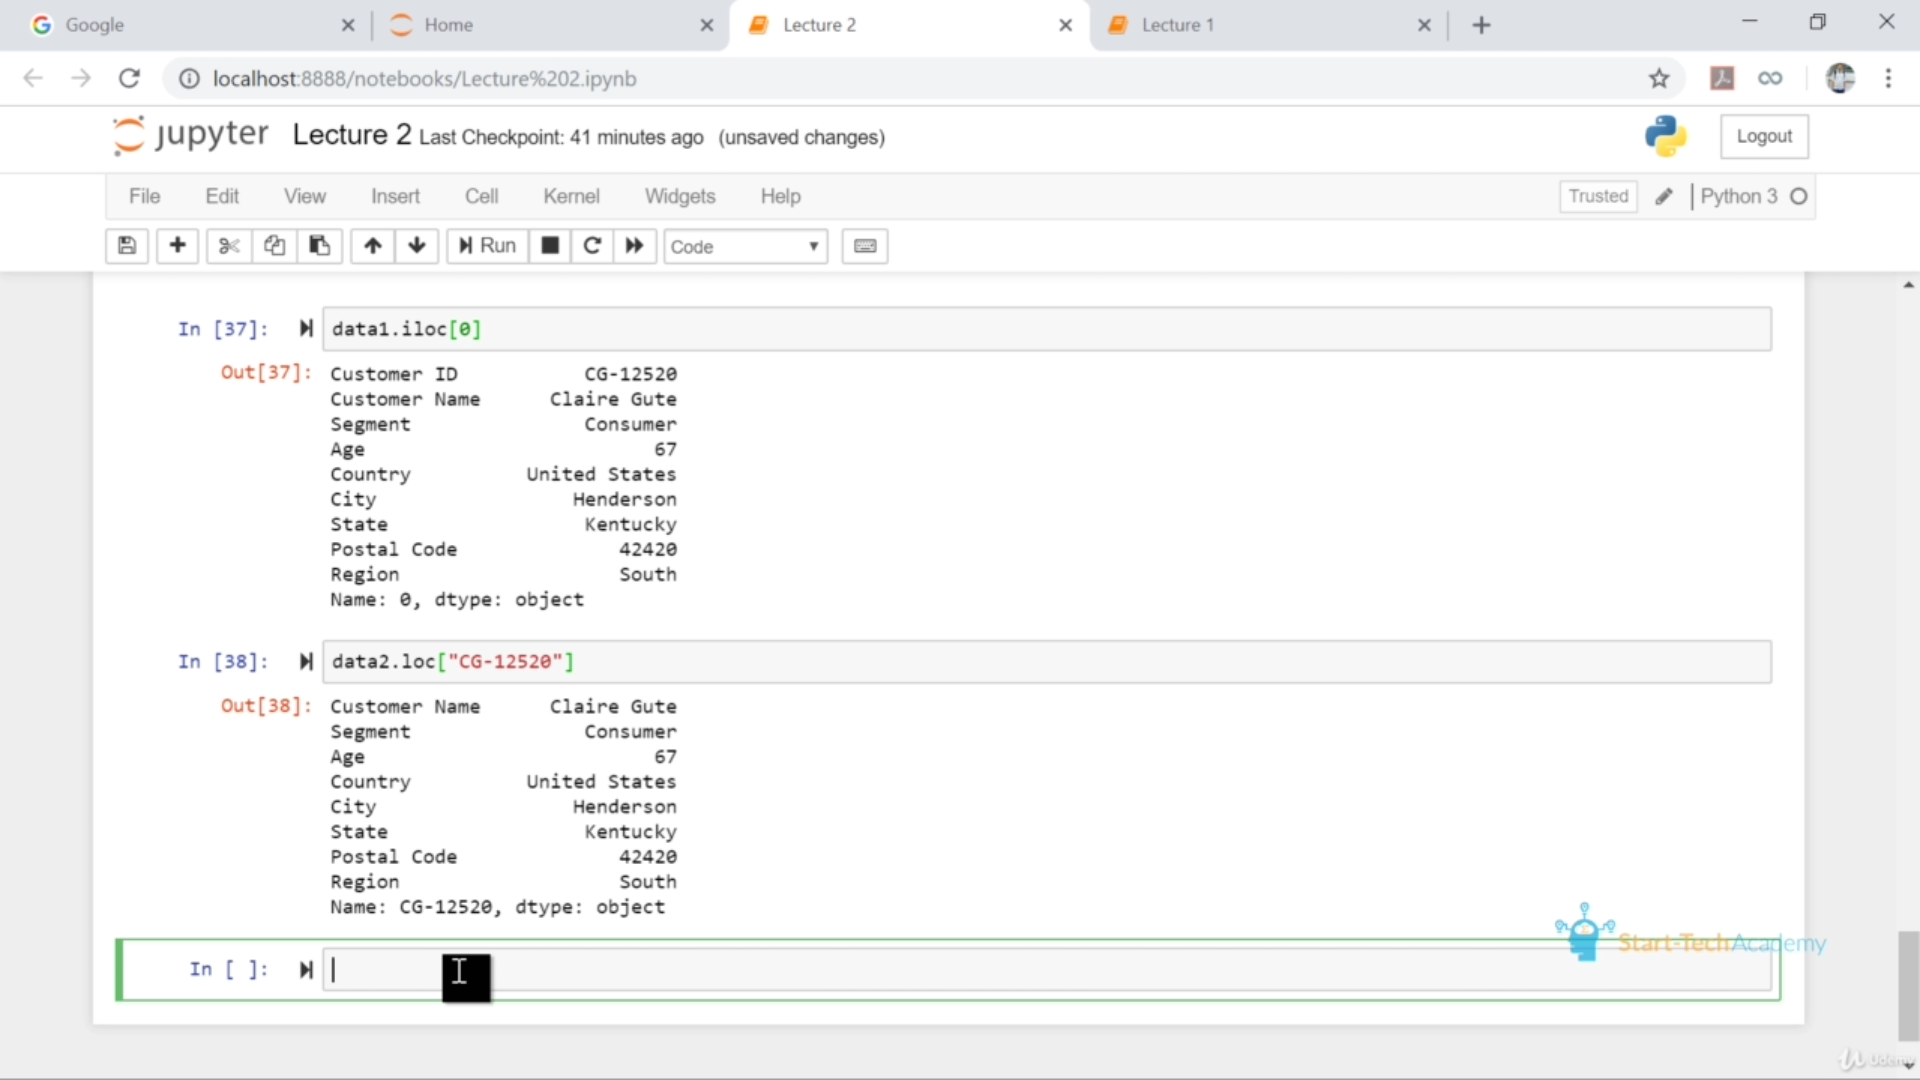 Google
Home
Lecture 2
Lecture 1
localhost:8888/notebooks/Lecture%202.ipynb
jupyter Lecture 2 Last Checkpoint: 41 minutes ago (unsaved changes)
Logout
File Edit View Insert Cell Kernel Widgets Help
Trusted Python 3
Run Code
In [37]: data1.iloc[0]
Out[37]: Customer ID CG-12520
Customer Name Claire Gute
Segment Consumer
Age 67
Country United States
City Henderson
State Kentucky
Postal Code 42420
Region South
Name: 0, dtype: object
In [38]: data2.loc["CG-12520"]
Out[38]: Customer Name Claire Gute
Segment Consumer
Age 67
Country United States
City Henderson
State Kentucky
Postal Code 42420
Region South
Name: CG-12520, dtype: object
Start-TechAcademy
In [ ]:
Udemy